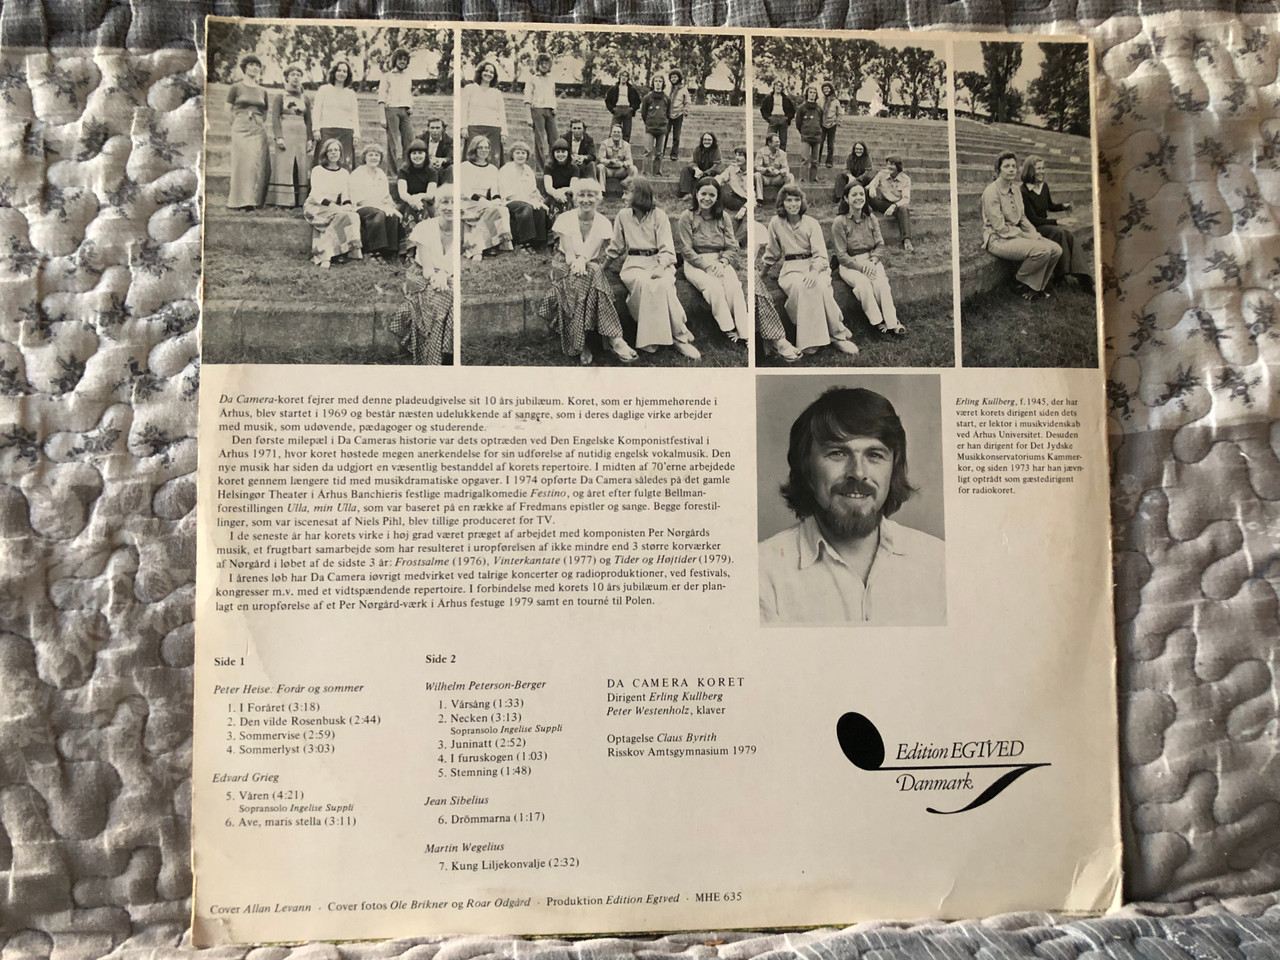 Da Camera-koret fejrer med denne pladeudgivelse sit 10 års jubilæum. Koret, som er hjemmehørende i
Århus, blev startet i 1969 og består næsten udelukkende af sangere, som i deres daglige virke arbejder
med musik, som udøvende, pædagoger og studerende.
Den første milepæl i Da Cameras historie var dets optræden ved Den Engelske Komponistfestival i
Århus 1971, hvor koret høstede megen anerkendelse for sin udførelse af nutidig engelsk vokalmusik. Den
nye musik har siden da udgjort en væsentlig bestanddel af korets repertoire. I midten af 70'erne arbejdede
koret gennem længere tid med musikdramatiske opgaver. I 1974 opførte Da Camera således på det gamle
Helsingør Theater i Århus Banchieris festlige madrigalkomedie Festino, og året efter fulgte Bellman-
forestillingen Ulla, min Ulla, som var baseret på en række af Fredmans epistler og sange. Begge forestil-
linger, som var iscenesat af Niels Pihl, blev tillige produceret for TV.
I de seneste år har korets virke i høj grad været præget af arbejdet med komponisten Per Nørgårds
musik, et frugtbart samarbejde som har resulteret i uropførelsen af ikke mindre end 3 større korværker
af Nørgård i løbet af de sidste 3 år: Frostsalme (1976), Vinterkantate (1977) og Tider og Højtider (1979).
I årenes løb har Da Camera iøvrigt medvirket ved talrige koncerter og radioproduktioner, ved festivals,
kongresser m.v. med et vidtspændende repertoire. I forbindelse med korets 10 års jubilæum er der plan-
lagt en uropførelse af et Per Nørgård-værk i Århus festuge 1979 samt en tourné til Polen.
Erling Kullberg, f. 1945, der har
været korets dirigent siden dets
start, er lektor i musikvidenskab
ved Århus Universitet. Desuden
er han dirigent for Det Jydske
Musikkonservatoriums Kammer-
kor, og siden 1973 har han jævn-
ligt optrådt som gæstedirigent
for radiokoret.
Side 1
Peter Heise: Forår og sommer
1. I Foråret (3:18)
2. Den vilde Rosenbusk (2:44)
3. Sommervise (2:59)
4. Sommerlyst (3:03)
Edvard Grieg
5. Våren (4:21)
Sopransolo Ingelise Suppli
6. Ave, maris stella (3:11)
Side 2
Wilhelm Peterson-Berger
1. Vårsång (1:33)
2. Necken (3:13)
Sopransolo Ingelise Suppli
3. Juninatt (2:52)
4. I furuskogen (1:03)
5. Stemning (1:48)
Jean Sibelius
6. Drömmarna (1:17)
Martin Wegelius
7. Kung Liljekonvalje (2:32)
DA CAMERA KORET
Dirigent Erling Kullberg
Peter Westenholz, klaver
Optagelse Claus Byrith
Risskov Amtsgymnasium 1979
Edition EGTVED
Danmark
Cover Allan Levann · Cover fotos Ole Brikner og Roar Odgård · Produktion Edition Egtved · MHE 635